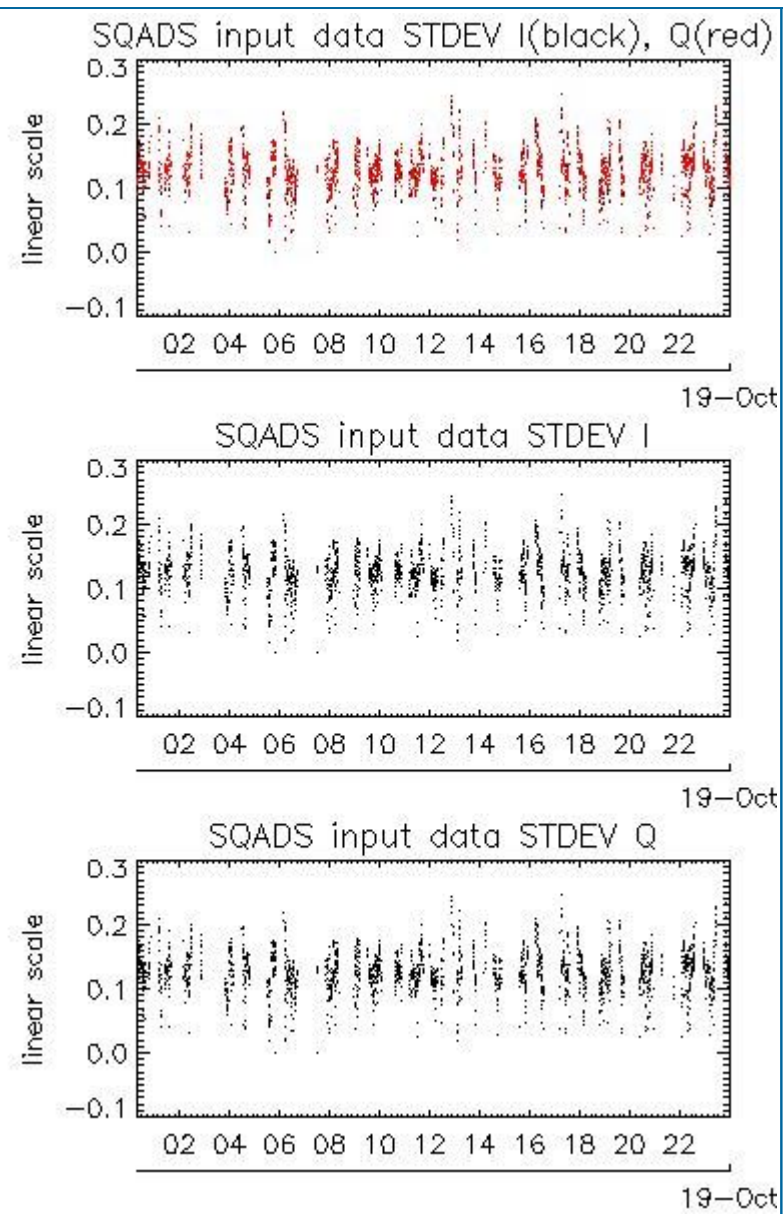 SQADS input data STDEV I(black), Q(red)
0.3
0.2
0.1
0.0
−0.1
linear scale
02 04 06 08 10 12 14 16 18 20 22
19−Oct
SQADS input data STDEV I
0.3
0.2
0.1
0.0
−0.1
linear scale
02 04 06 08 10 12 14 16 18 20 22
19−Oct
SQADS input data STDEV Q
0.3
0.2
0.1
0.0
−0.1
linear scale
02 04 06 08 10 12 14 16 18 20 22
19−Oct